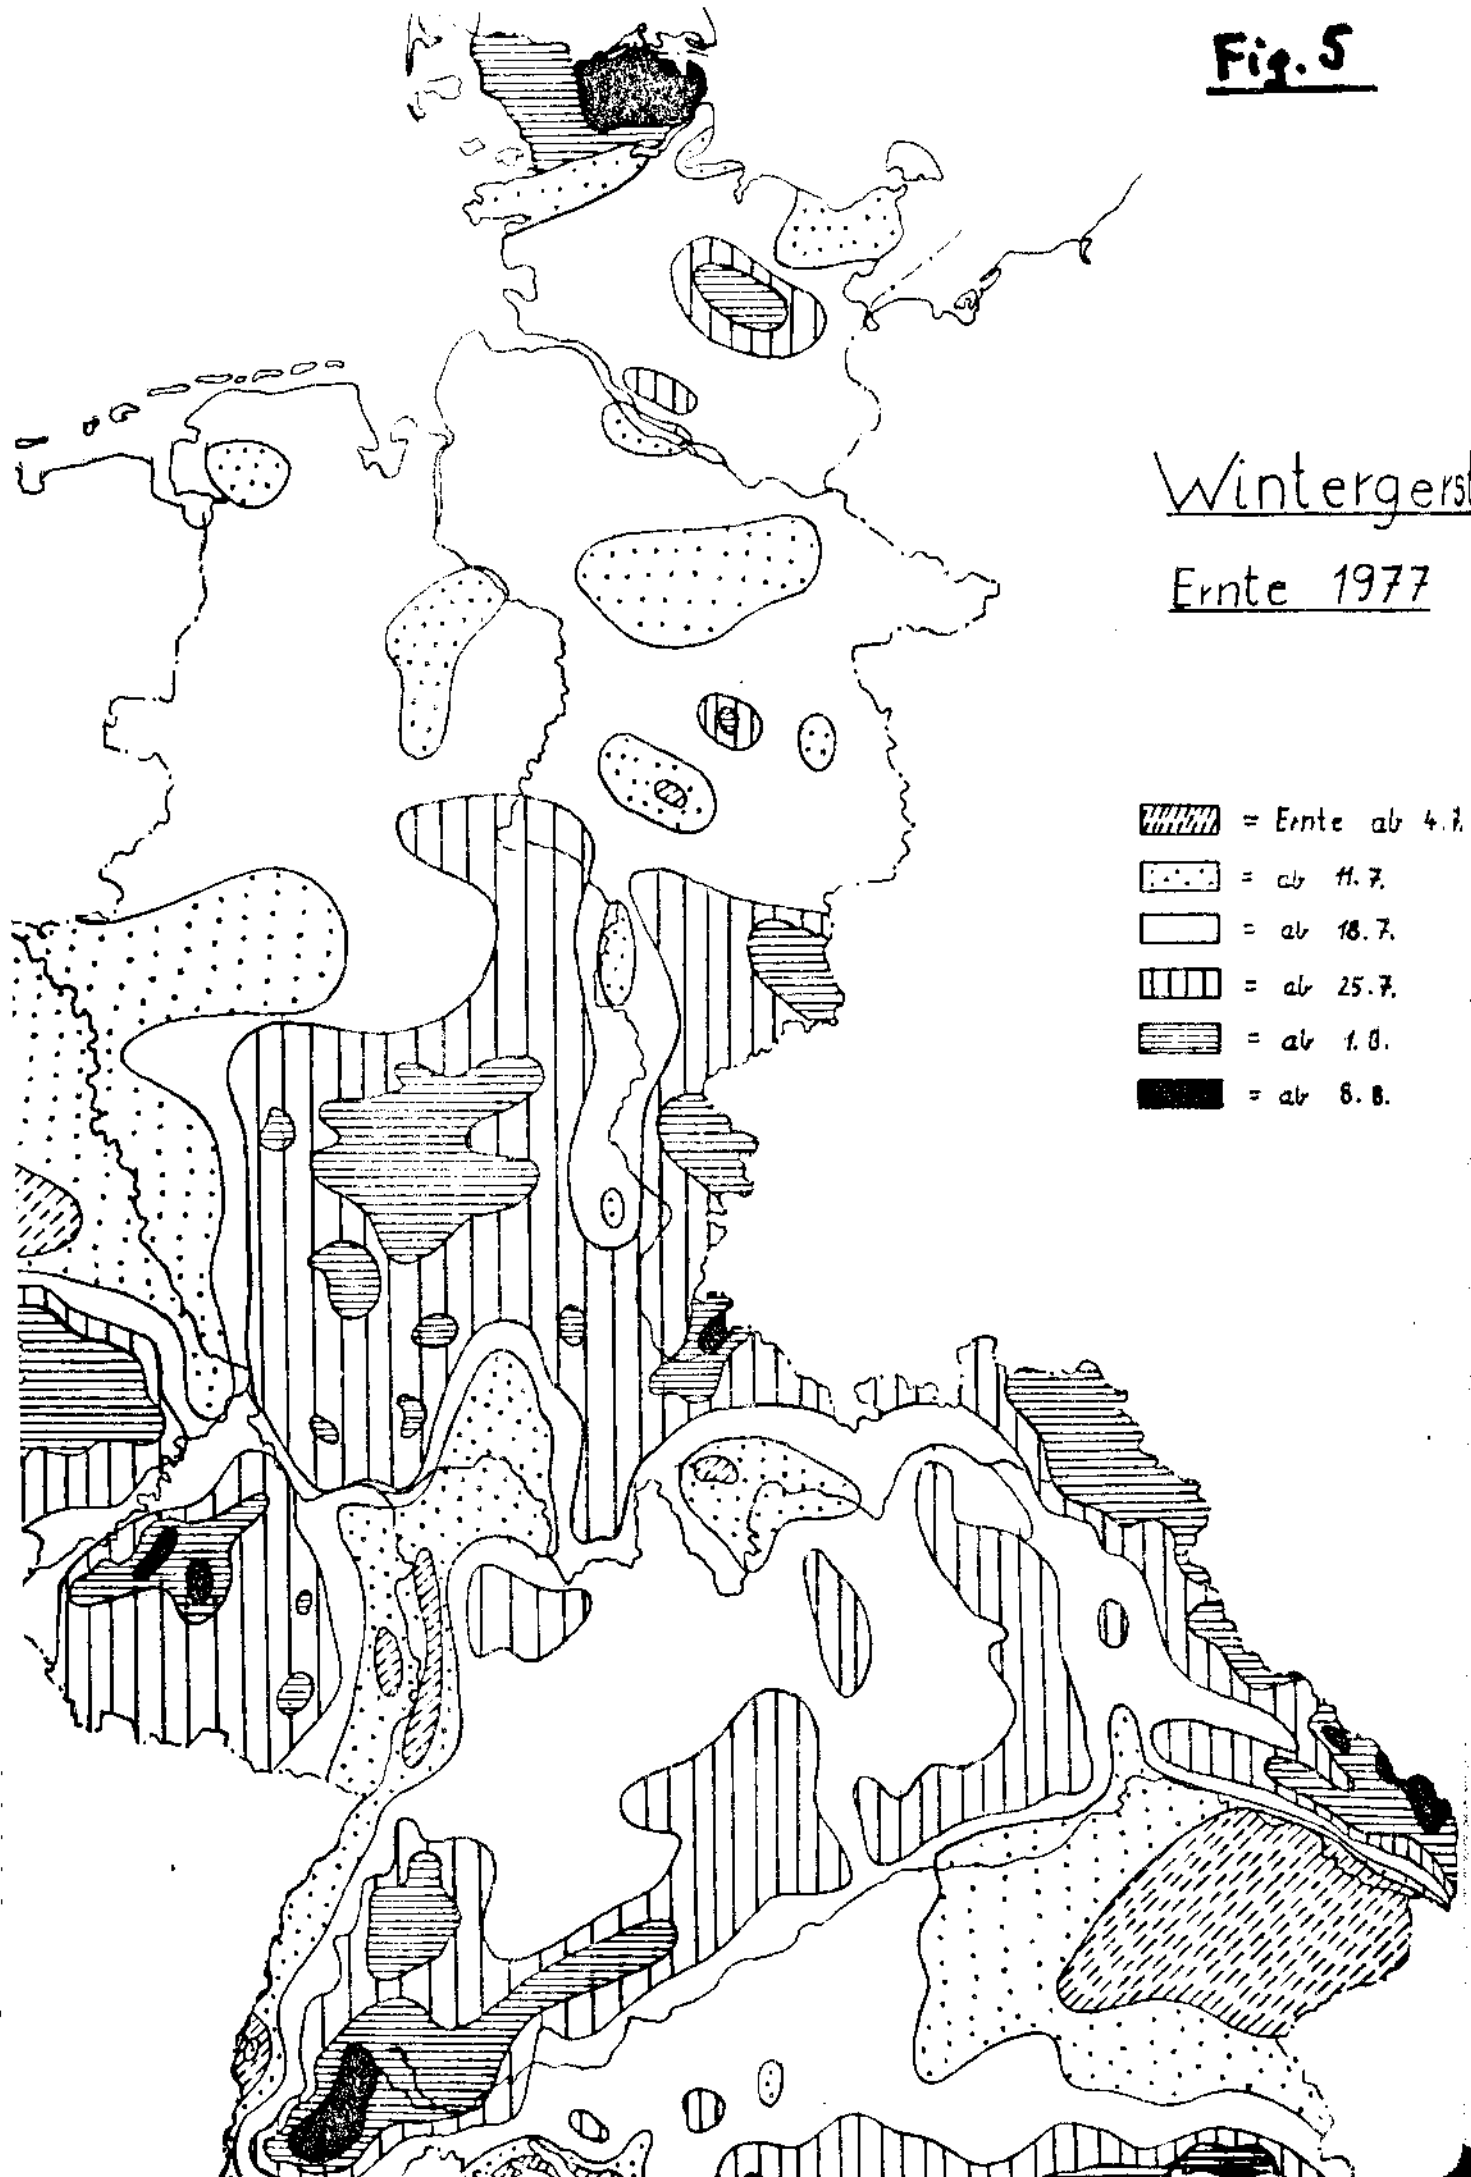 Fig. 5
Wintergerst
Ernte 1977
= Ernte ab 4.7.
= ab 11.7.
= ab 18.7.
= ab 25.7.
= ab 1.8.
= ab 8.8.